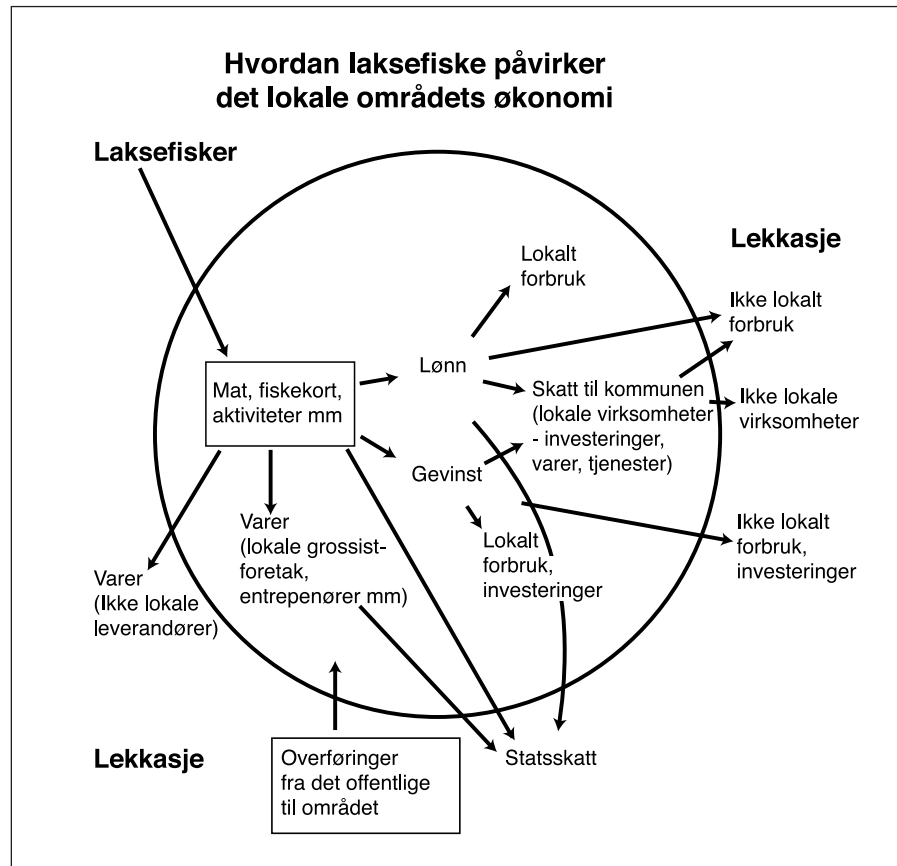 Hvordan laksefiske påvirker
det lokale områdets økonomi
Laksefisker
Lekkasje
Lokalt
forbruk
Ikke lokalt
forbruk
Lønn
Mat, fiskekort,
aktiviteter mm
Skatt til kommunen
(lokale virksomheter
- investeringer,
varer, tjenester)
Ikke lokale
virksomheter
Gevinst
Varer
(lokale grossist-
foretak,
entrepenører mm)
Lokalt
forbruk,
investeringer
Ikke lokalt
forbruk,
investeringer
Varer
(Ikke lokale
leverandører)
Lekkasje
Overføringer
fra det offentlige
til området
Statsskatt